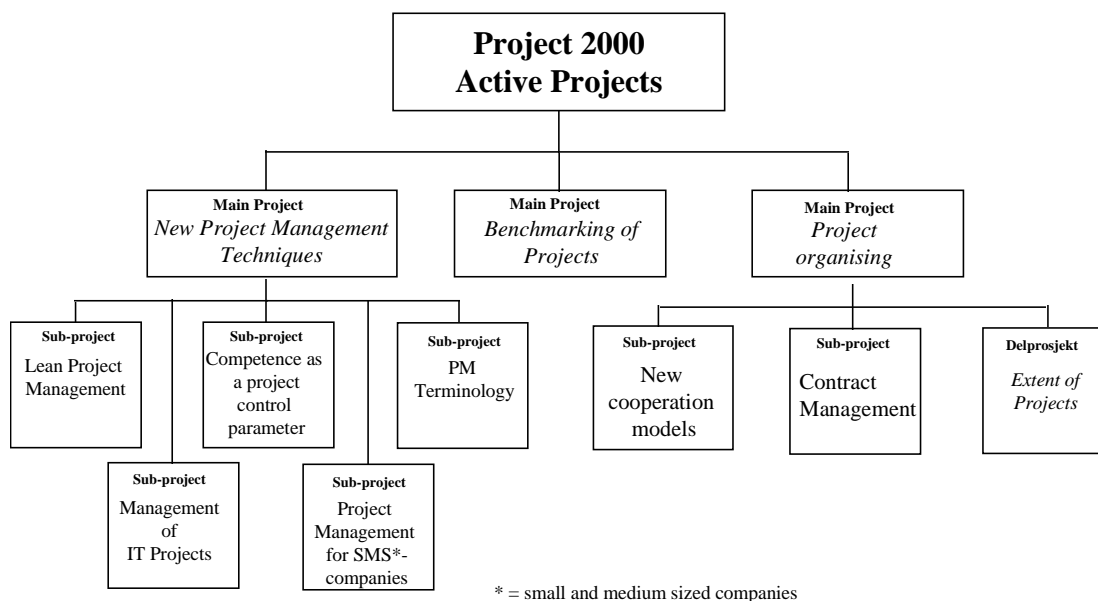 Project 2000
Active Projects
Main Project
New Project Management
Techniques
Main Project
Benchmarking of
Projects
Main Project
Project
organising
Sub-project
Lean Project
Management
Sub-project
Competence as
a project
control
parameter
Sub-project
PM
Terminology
Sub-project
New
cooperation
models
Sub-project
Contract
Management
Delprosjekt
Extent of
Projects
Sub-project
Management
of
IT Projects
Sub-project
Project
Management
for SMS*-
companies
* = small and medium sized companies